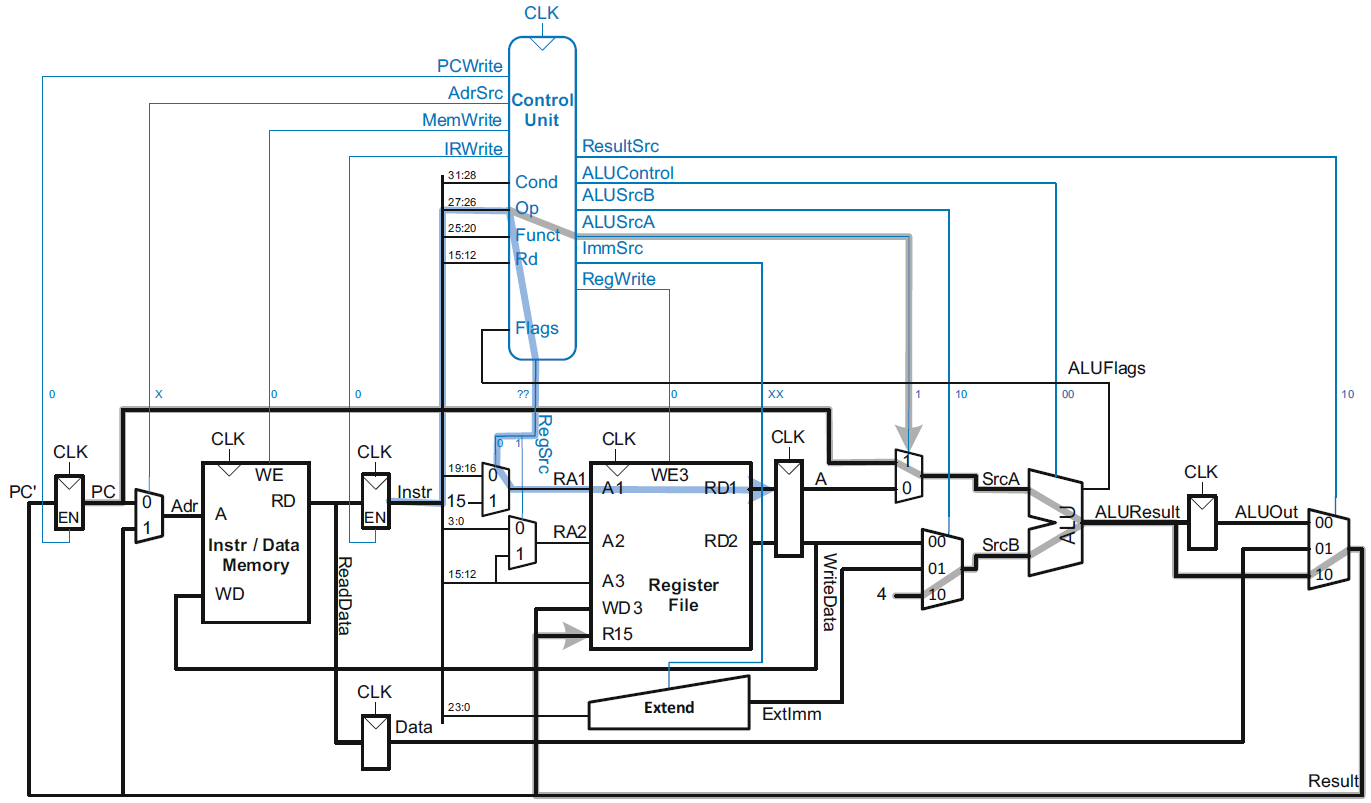 CLK
PCWrite
AdrSrc
MemWrite
IRWrite
Control
Unit
ResultSrc
ALUControl
ALUSrcB
ALUSrcA
ImmSrc
RegWrite
31:28
Cond
27:26
Op
25:20
Funct
15:12
Rd
Flags
ALUFlags
0
X
0
0
??
0
XX
1
10
00
10
RegSrc
CLK
CLK
CLK
CLK
CLK
CLK
PC'
PC
EN
0
1
Adr
WE
RD
A
Instr / Data
Memory
WD
EN
Instr
ReadData
19:16
15
3:0
15:12
0
1
0
1
RA1
0
1
RA2
A1
A2
A3
WD3
R15
WE3
RD1
RD2
Register
File
A
WriteData
1
0
00
01
10
4
SrcA
SrcB
ALU
ALUResult
ALUOut
00
01
10
CLK
Data
23:0
Extend
ExtImm
Result